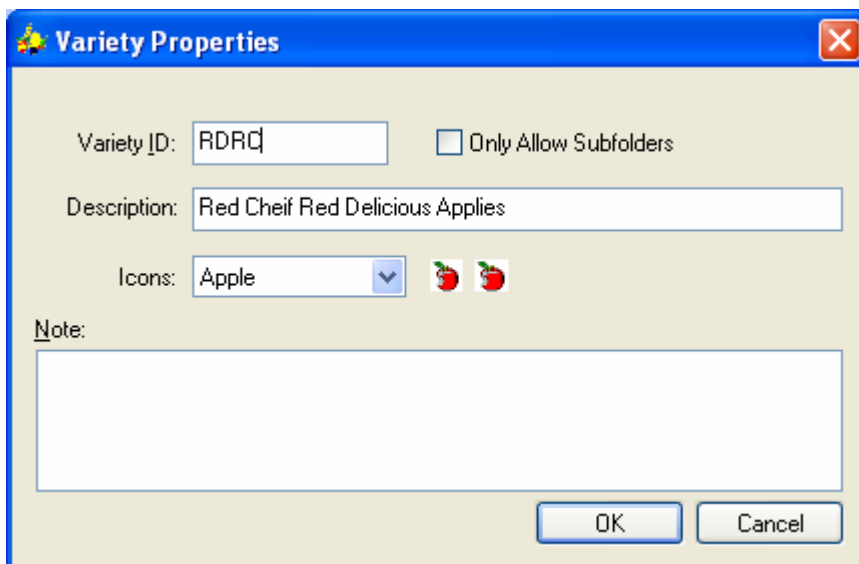 Variety Properties
Variety ID: RDRC Only Allow Subfolders
Description: Red Cheif Red Delicious Applies
Icons: Apple
Note:
OK Cancel